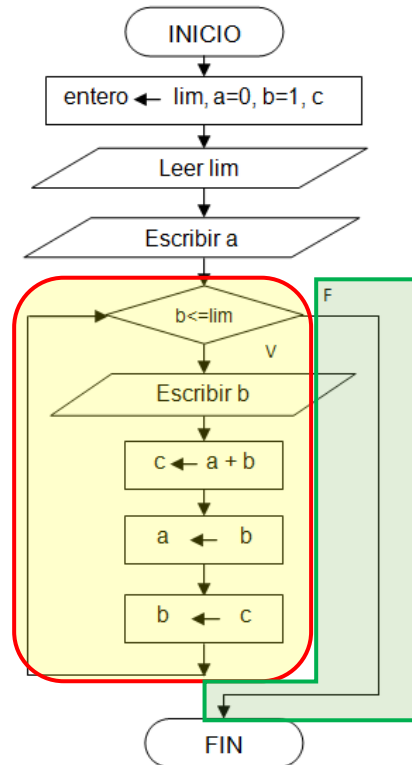 INICIO
entero ← lim, a=0, b=1, c
Leer lim
Escribir a
b<=lim
F
V
Escribir b
c ← a + b
a ← b
b ← c
FIN